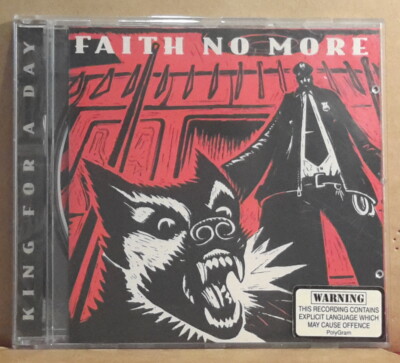 FAITH NO MORE
KING FOR A DAY
WARNING
THIS RECORDING CONTAINS
EXPLICIT LANGUAGE WHICH
MAY CAUSE OFFENCE
PolyGram